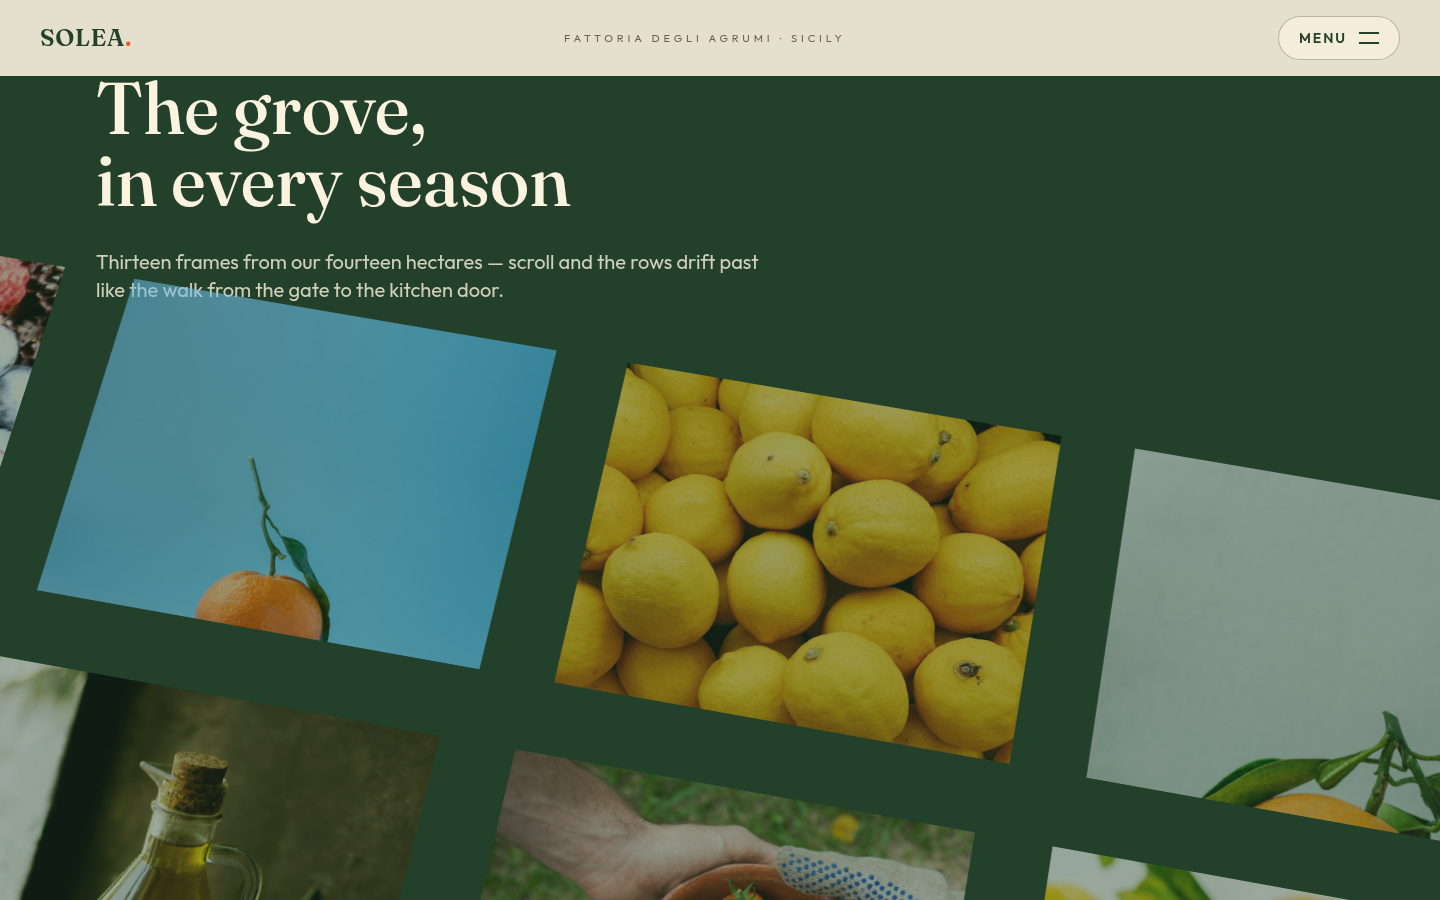 SOLEA.
FATTORIA DEGLI AGRUMI · SICILY
MENU
The grove,
in every season
Thirteen frames from our fourteen hectares — scroll and the rows drift past
like the walk from the gate to the kitchen door.